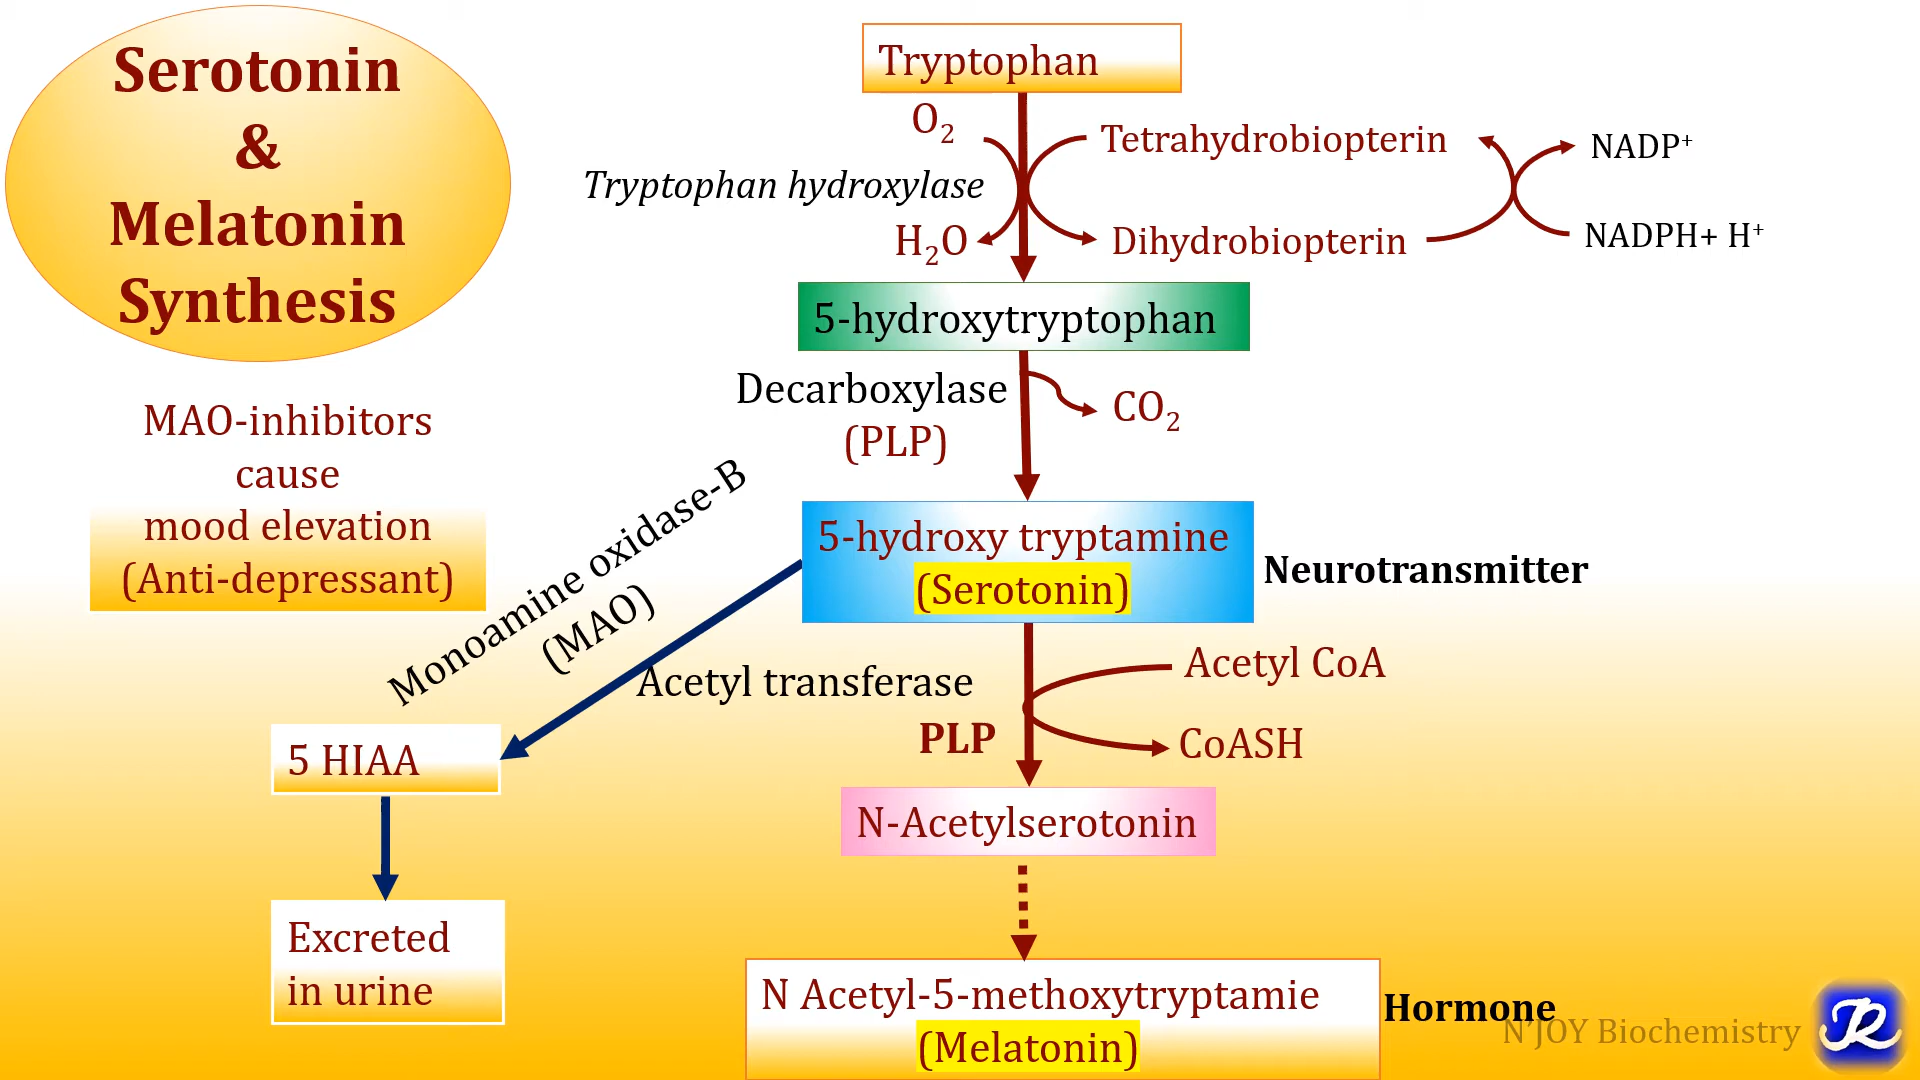 Serotonin
&
Melatonin
Synthesis
Tryptophan
O₂
Tetrahydrobiopterin
NADP⁺
Tryptophan hydroxylase
H₂O
Dihydrobiopterin
NADPH+ H⁺
5-hydroxytryptophan
Decarboxylase
(PLP)
CO₂
MAO-inhibitors
cause
mood elevation
(Anti-depressant)
Monoamine oxidase-B
(MAO)
5-hydroxy tryptamine
(Serotonin)
Neurotransmitter
Acetyl transferase
PLP
Acetyl CoA
CoASH
5 HIAA
N-Acetylserotonin
Excreted
in urine
N Acetyl-5-methoxytryptamie
(Melatonin)
Hormone
N'JOY Biochemistry
R